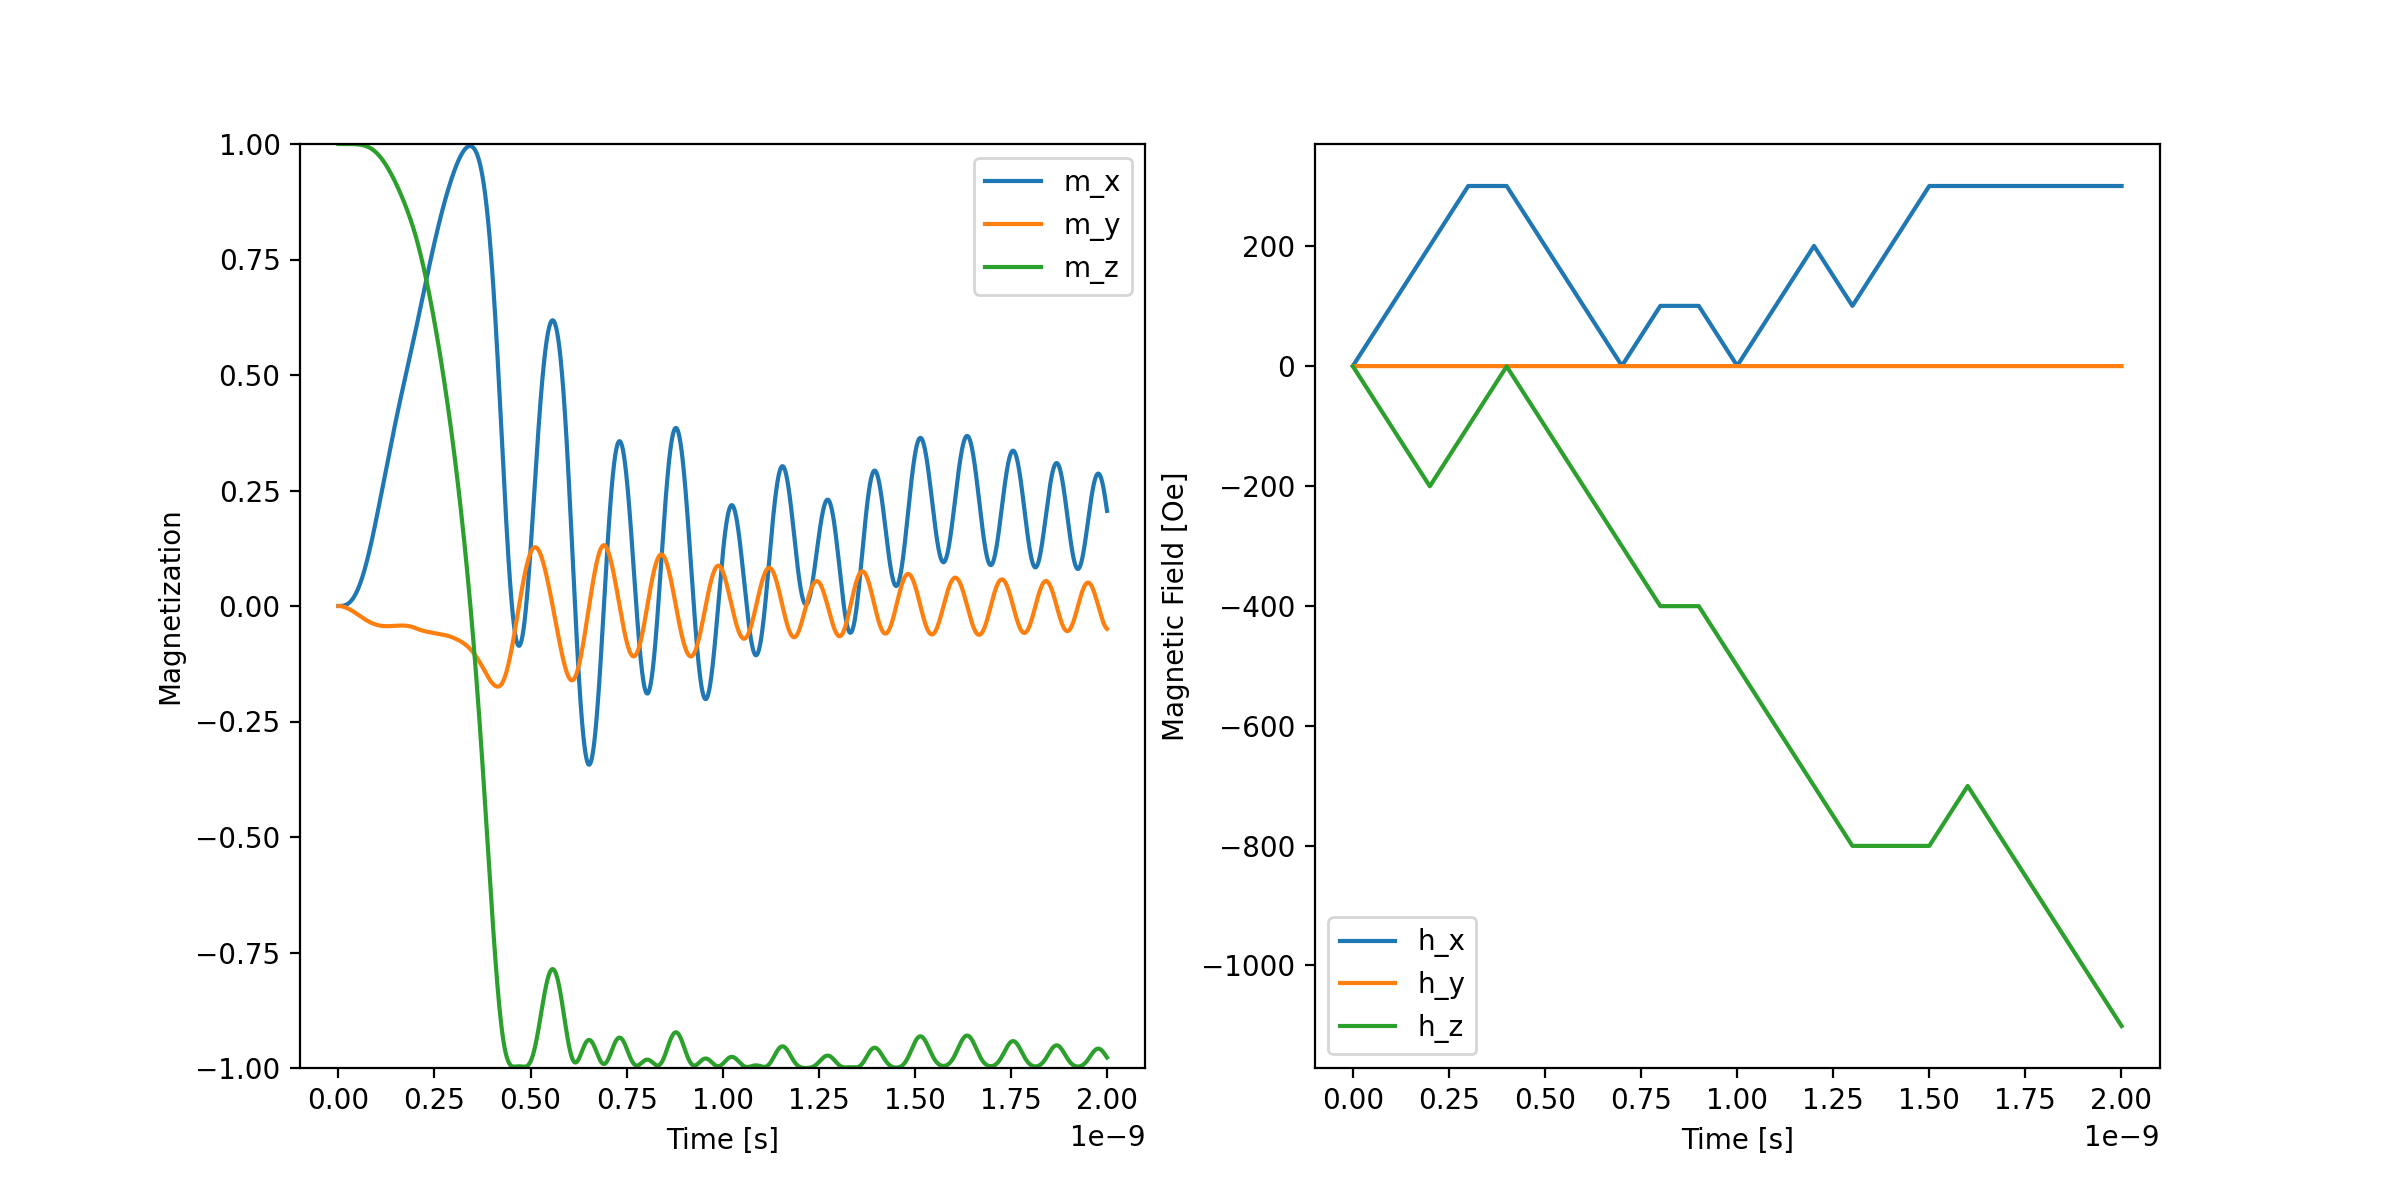 1.00
0.75
0.50
0.25
0.00
−0.25
−0.50
−0.75
−1.00
Magnetization
m_x
m_y
m_z
0.00 0.25 0.50 0.75 1.00 1.25 1.50 1.75 2.00
Time [s]
1e−9
200
0
−200
−400
−600
−800
−1000
Magnetic Field [Oe]
h_x
h_y
h_z
0.00 0.25 0.50 0.75 1.00 1.25 1.50 1.75 2.00
Time [s]
1e−9